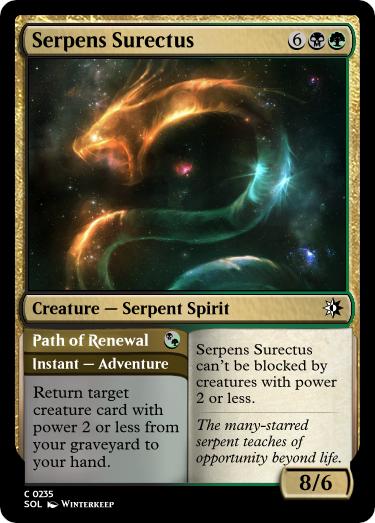 Serpens Surectus 6
Creature — Serpent Spirit
Path of Renewal
Instant — Adventure
Return target
creature card with
power 2 or less from
your graveyard to
your hand.
Serpens Surectus
can't be blocked by
creatures with power
2 or less.
The many-starred
serpent teaches of
opportunity beyond life.
8/6
C 0235
SOL Winterkeep